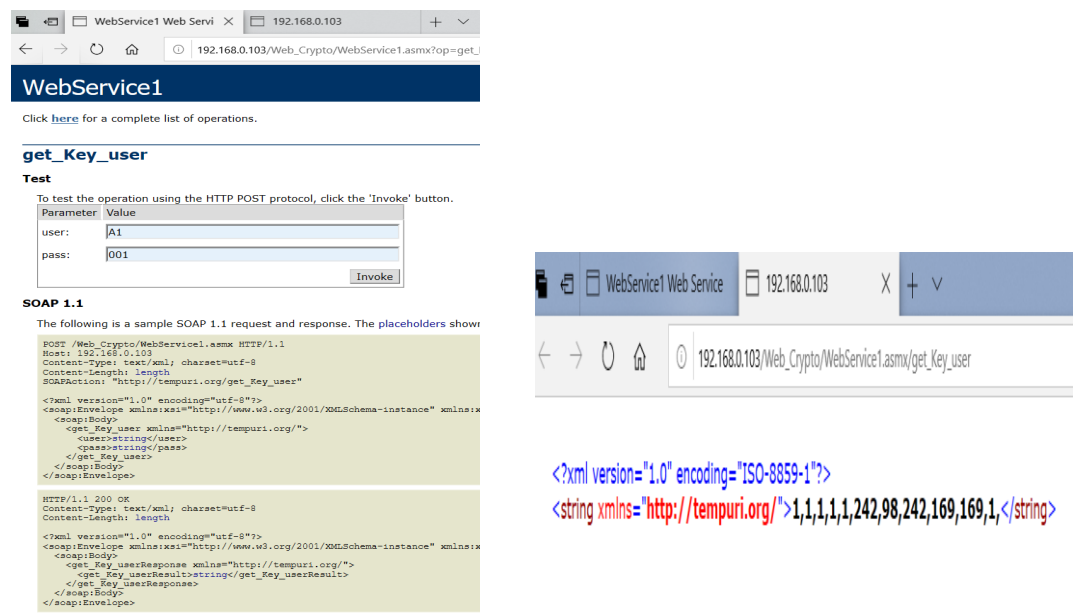 WebService1 Web Servi
192.168.0.103
192.168.0.103/Web_Crypto/WebService1.asmx?op=get_
WebService1
Click here for a complete list of operations.
get_Key_user
Test
To test the operation using the HTTP POST protocol, click the 'Invoke' button.
Parameter Value
user: A1
pass: 001
Invoke
SOAP 1.1
The following is a sample SOAP 1.1 request and response. The placeholders shown
POST /Web_Crypto/WebService1.asmx HTTP/1.1
Host: 192.168.0.103
Content-Type: text/xml; charset=utf-8
Content-Length: length
SOAPAction: "http://tempuri.org/get_Key_user"
<?xml version="1.0" encoding="utf-8"?>
<soap:Envelope xmlns:xsi="http://www.w3.org/2001/XMLSchema-instance" xmlns:x
<soap:Body>
<get_Key_user xmlns="http://tempuri.org/">
<user>string</user>
<pass>string</pass>
</get_Key_user>
</soap:Body>
</soap:Envelope>
HTTP/1.1 200 OK
Content-Type: text/xml; charset=utf-8
Content-Length: length
<?xml version="1.0" encoding="utf-8"?>
<soap:Envelope xmlns:xsi="http://www.w3.org/2001/XMLSchema-instance" xmlns:x
<soap:Body>
<get_Key_userResponse xmlns="http://tempuri.org/">
<get_Key_userResult>string</get_Key_userResult>
</get_Key_userResponse>
</soap:Body>
</soap:Envelope>
WebService1 Web Service
192.168.0.103
192.168.0.103/Web_Crypto/WebService1.asmx/get_Key_user
<?xml version="1.0" encoding="ISO-8859-1"?>
<string xmlns="http://tempuri.org/">1,1,1,1,1,242,98,242,169,169,1,</string>